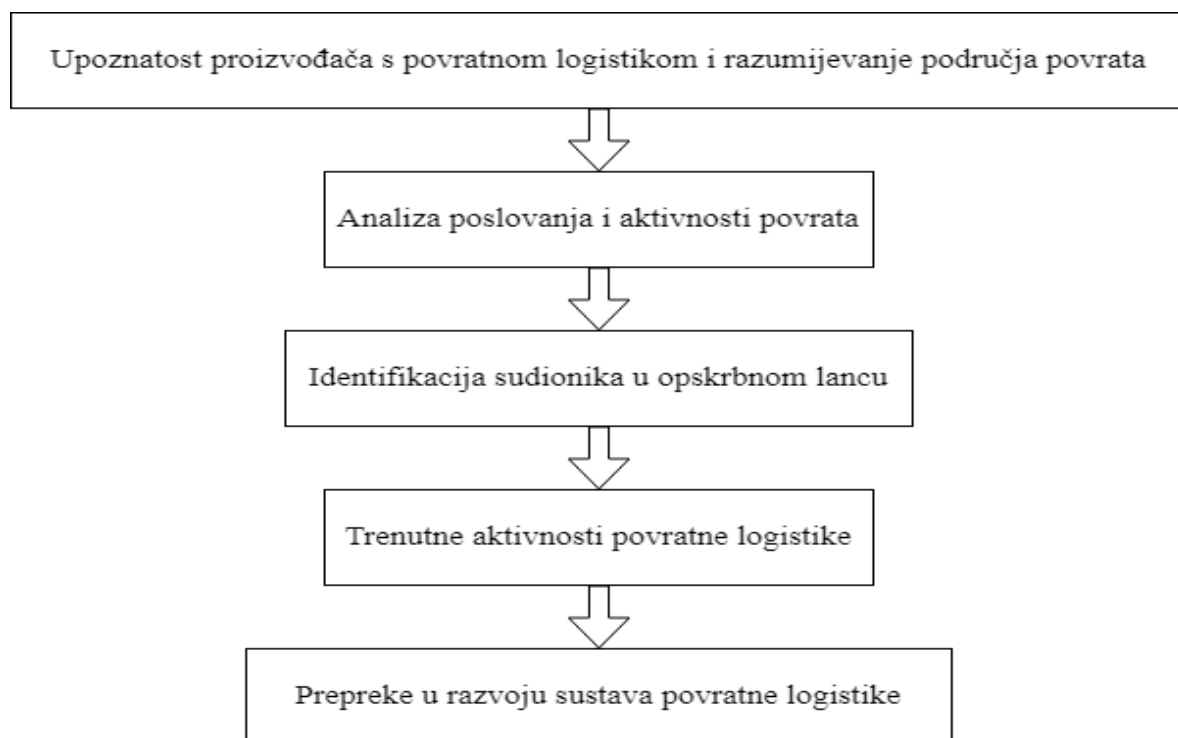 Upoznatost proizvođača s povratnom logistikom i razumijevanje područja povrata
Analiza poslovanja i aktivnosti povrata
Identifikacija sudionika u opskrbnom lancu
Trenutne aktivnosti povratne logistike
Prepreke u razvoju sustava povratne logistike